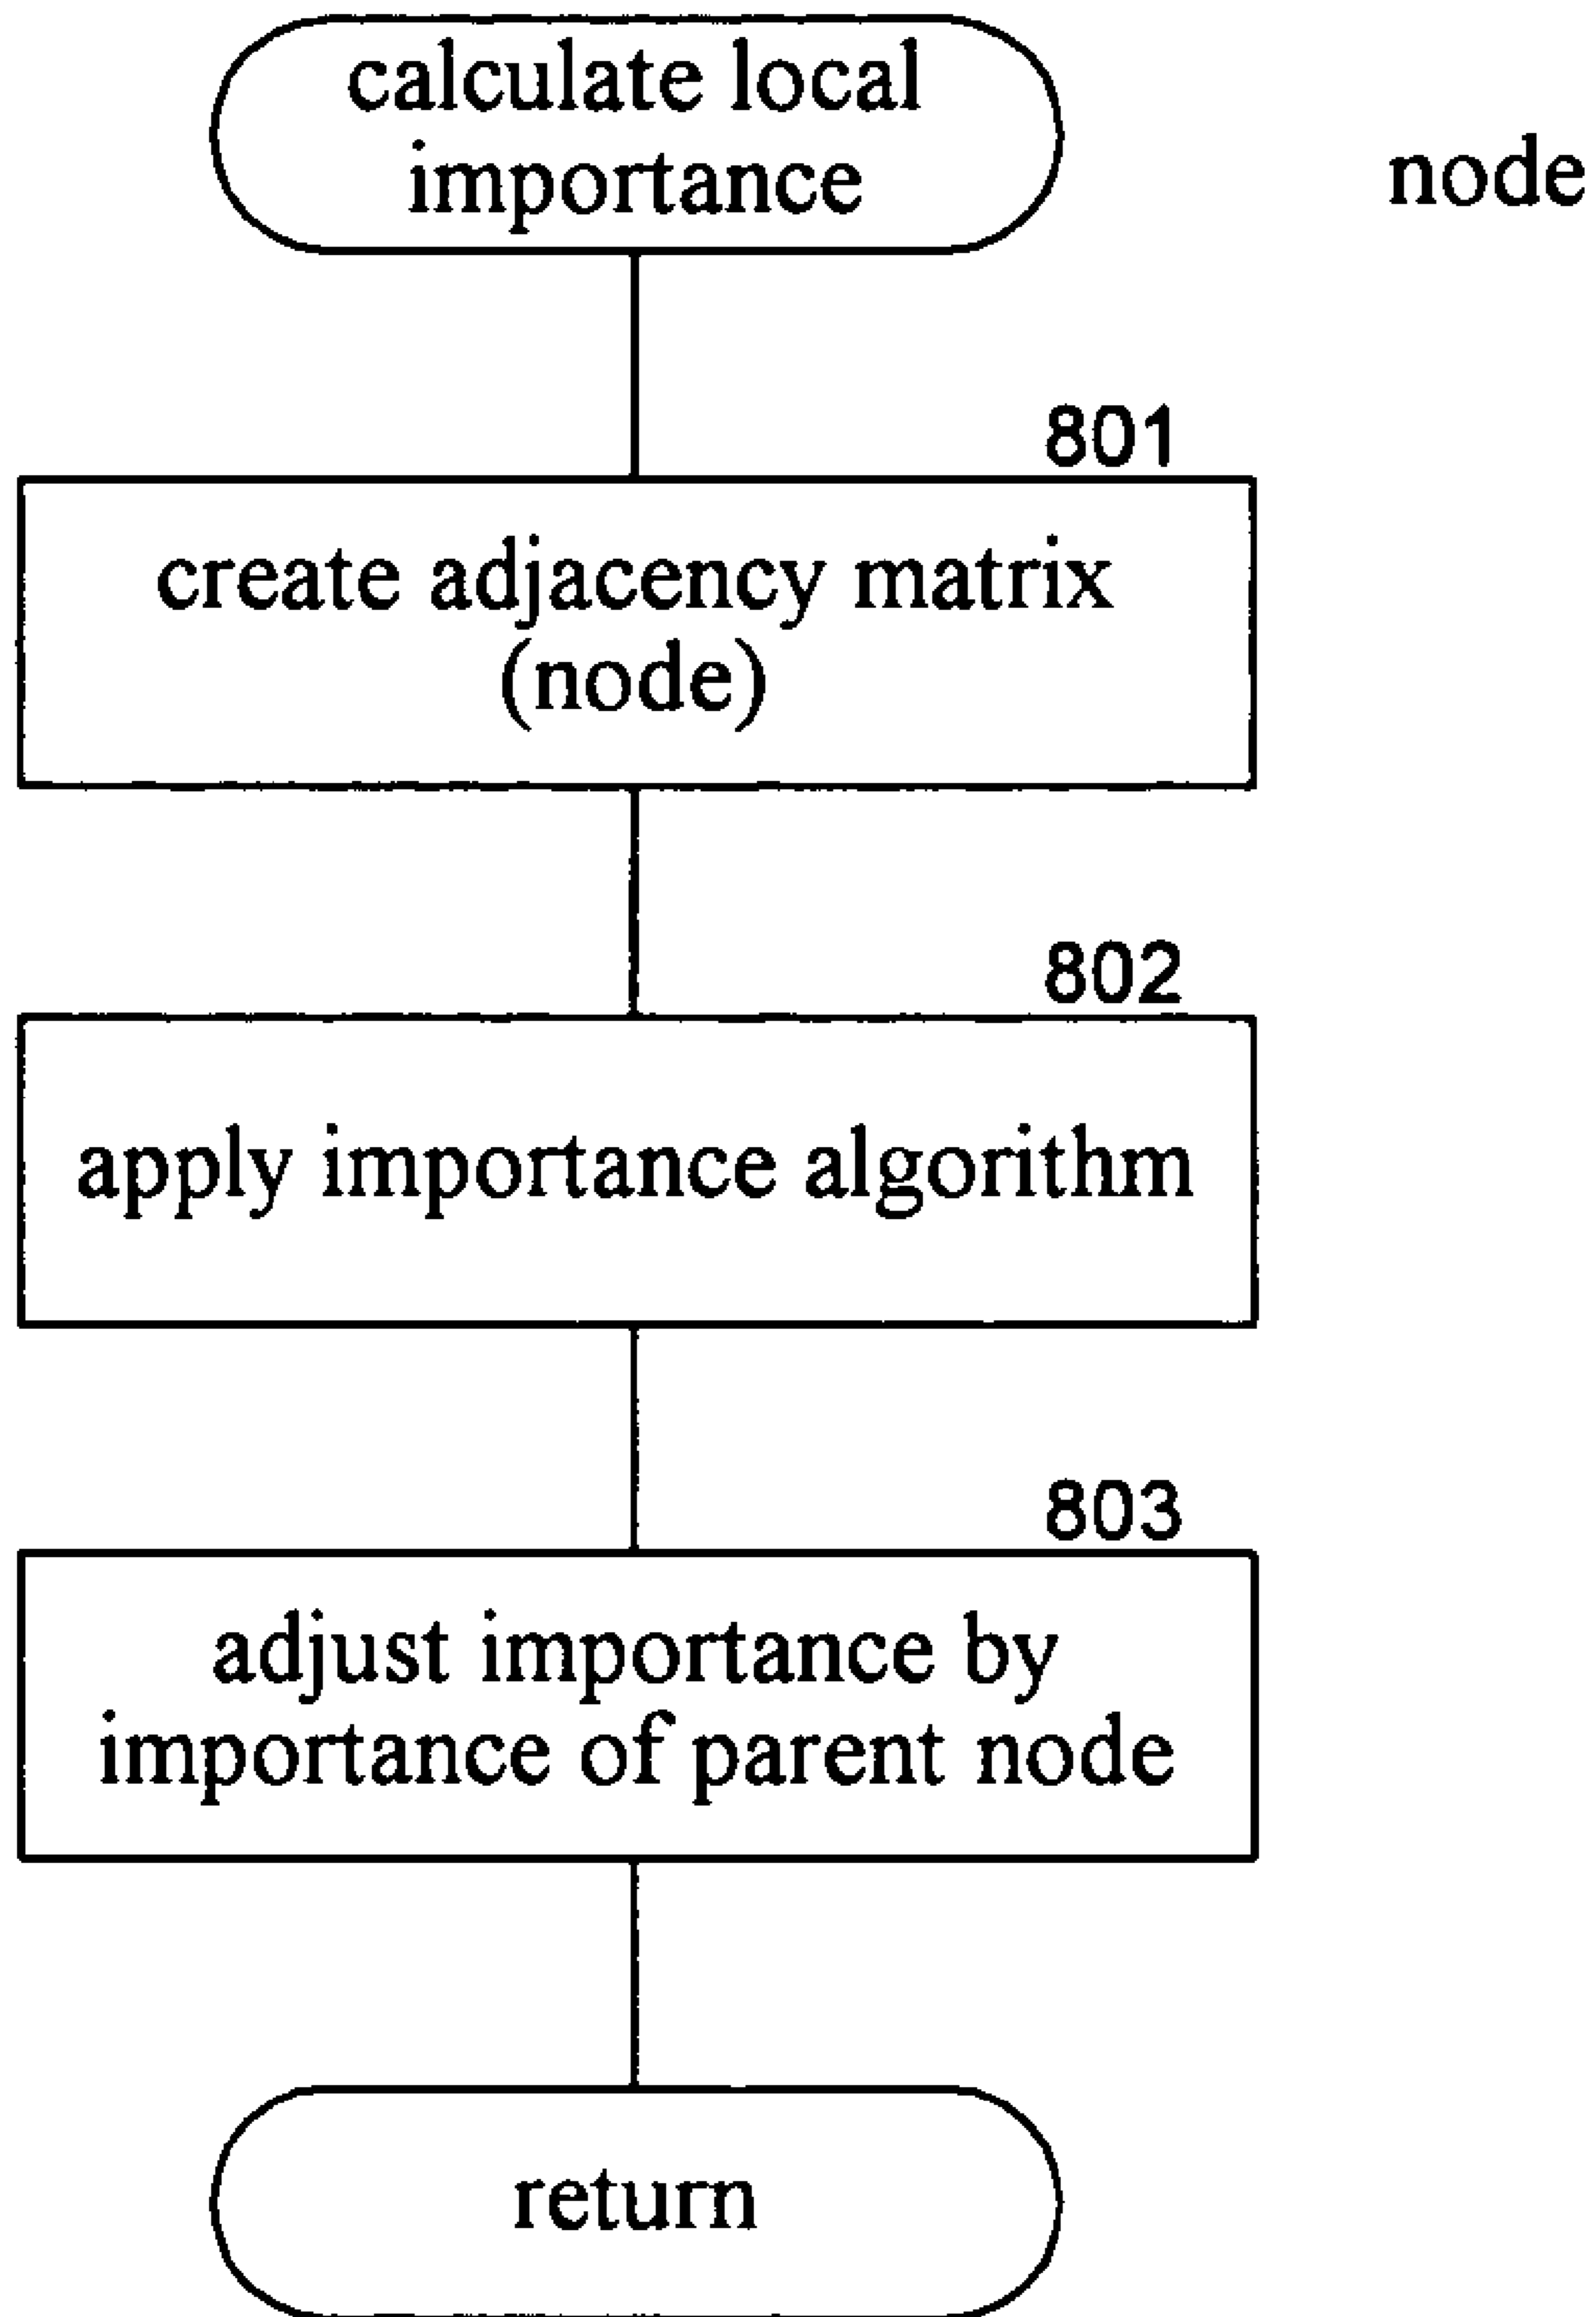 calculate local
importance
node
801
create adjacency matrix
(node)
802
apply importance algorithm
803
adjust importance by
importance of parent node
return